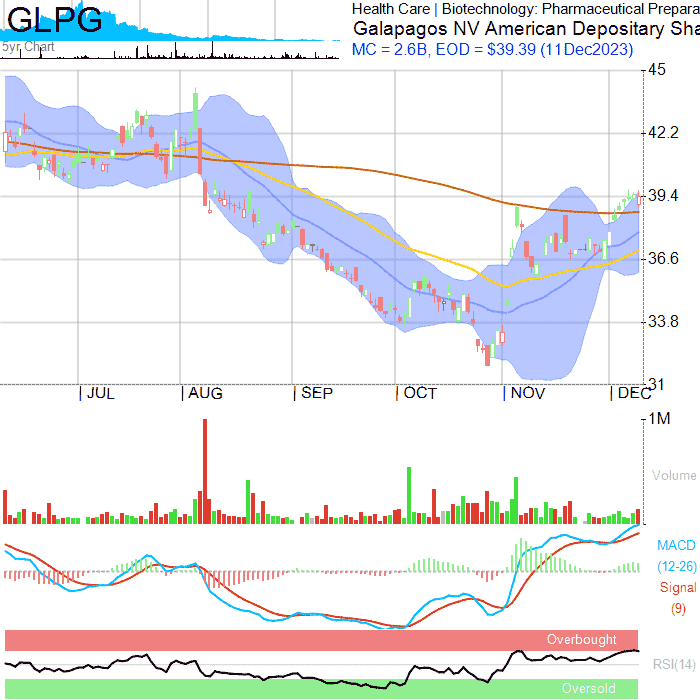 GLPG
5yr. Chart
Health Care | Biotechnology: Pharmaceutical Prepara
Galapagos NV American Depositary Sha
MC = 2.6B, EOD = $39.39 (11Dec2023)
45
42.2
39.4
36.6
33.8
31
| JUL | AUG | SEP | OCT | NOV | DEC
1M
Volume
MACD
(12-26)
Signal
(9)
Overbought
RSI(14)
Oversold